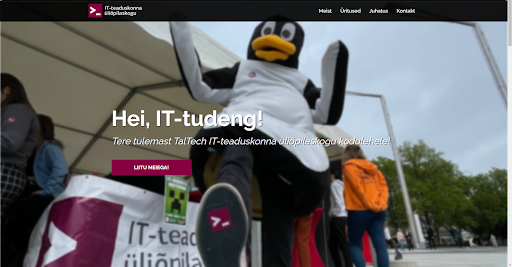 IT-teaduskonna
üliõpilaskogu
Meist Üritused Juhatus Kontakt
Hei, IT-tudeng!
Tere tulemast TalTech IT-teaduskonna üliõpilaskogu kodulehele!
LIITU MEIEGA!
IT-tead
üliõpila